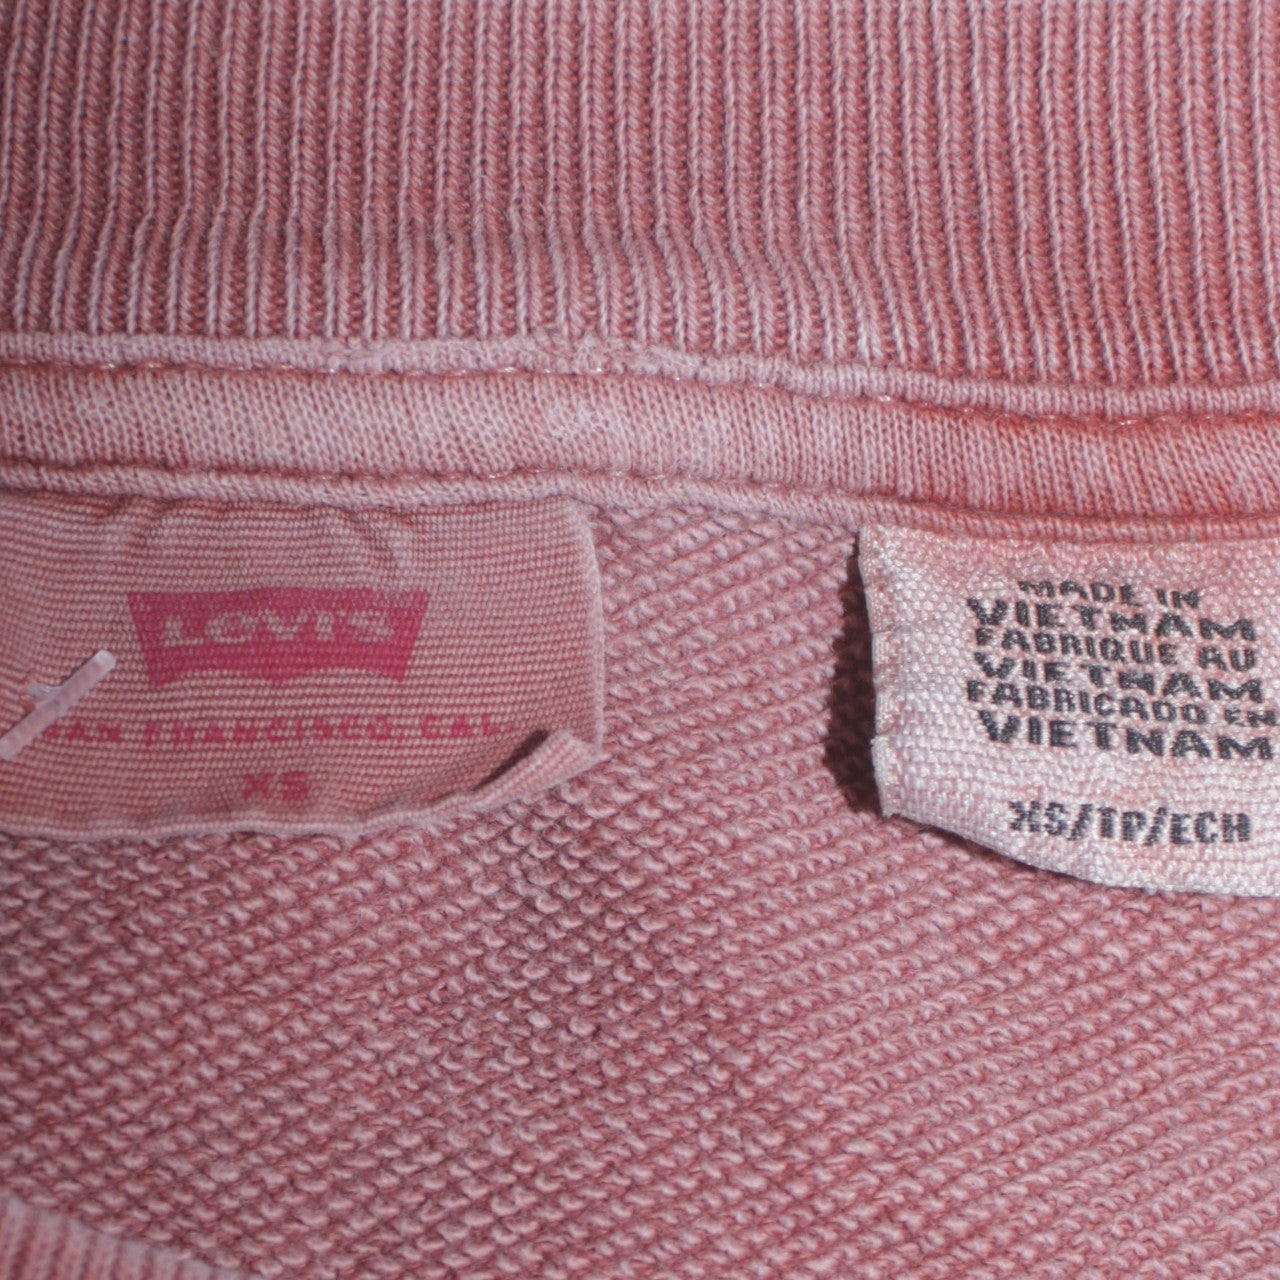 LEVI'S
SAN FRANCISCO, CAL.
XS
MADE IN
VIETNAM
FABRIQUE AU
VIETNAM
FABRICADO EN
VIETNAM
XS/TP/ECH